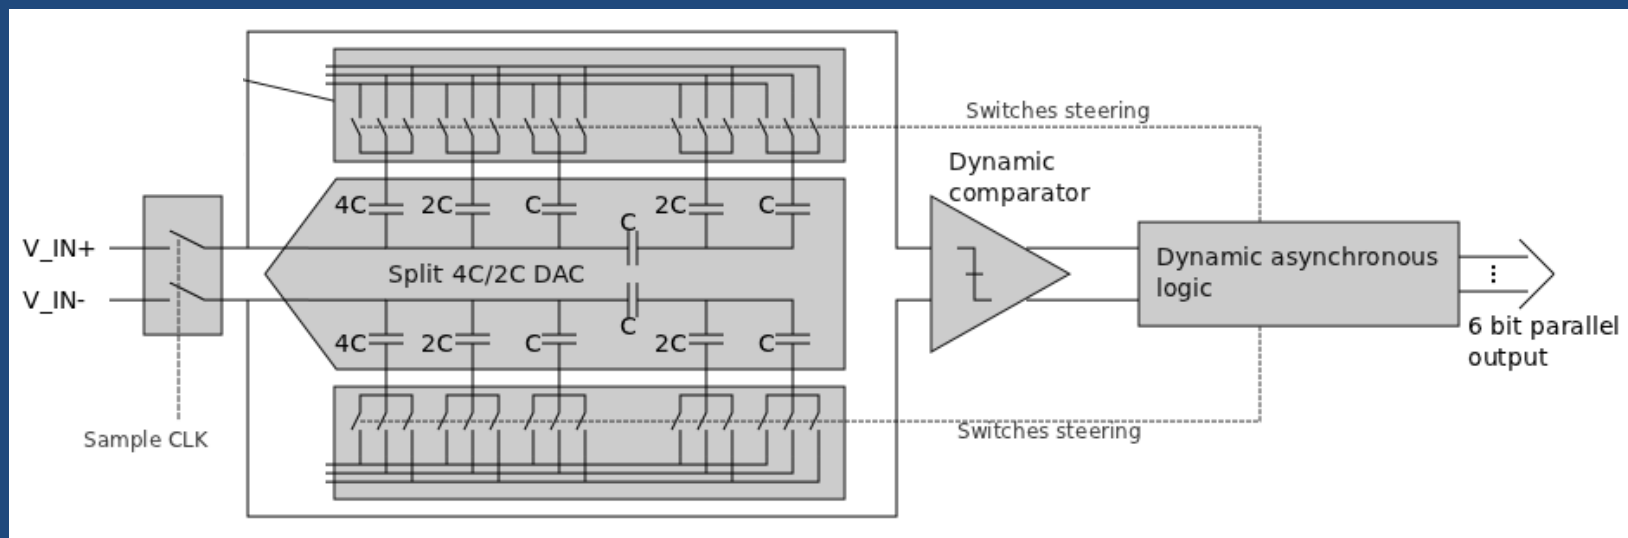 Switches steering
Dynamic
comparator
4C 2C C 2C C
C
V_IN+
Split 4C/2C DAC
Dynamic asynchronous
logic
V_IN-
C
4C 2C C 2C C
6 bit parallel
output
Sample CLK
Switches steering